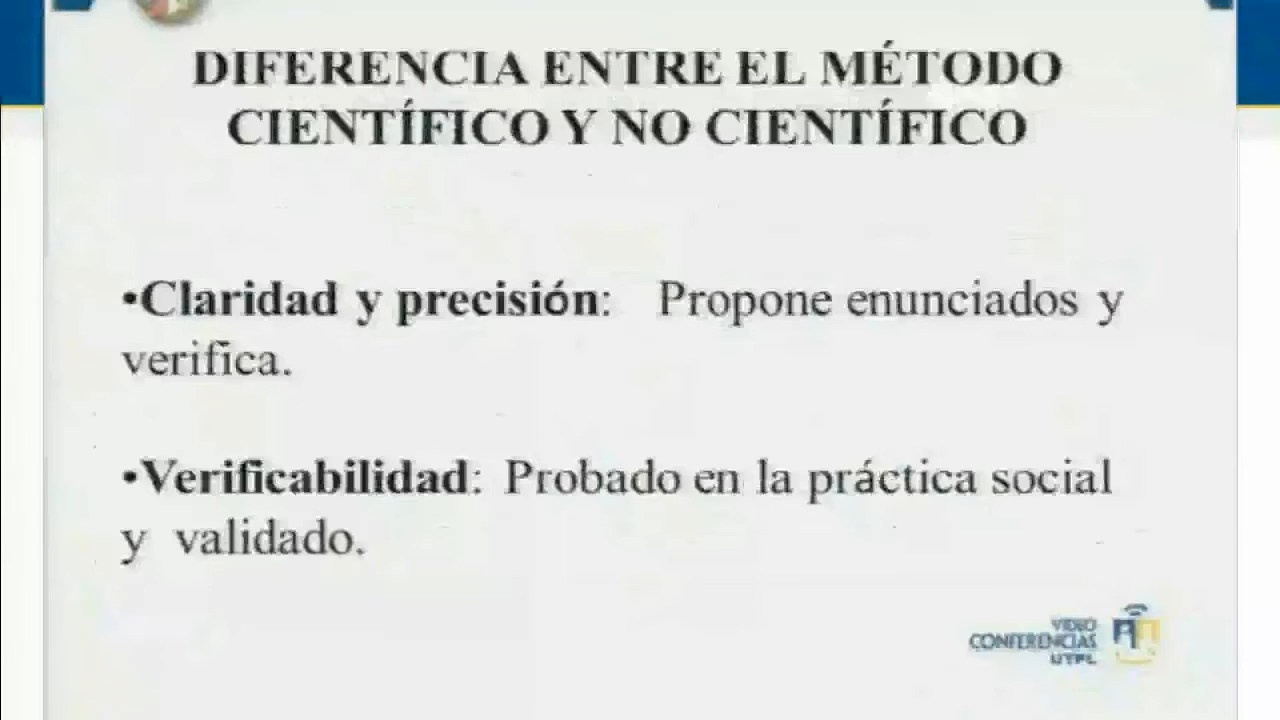 DIFERENCIA ENTRE EL MÉTODO
CIENTÍFICO Y NO CIENTÍFICO
•Claridad y precisión: Propone enunciados y
verifica.
•Verificabilidad: Probado en la práctica social
y validado.
VIDEO
CONFERENCIAS
UTPL